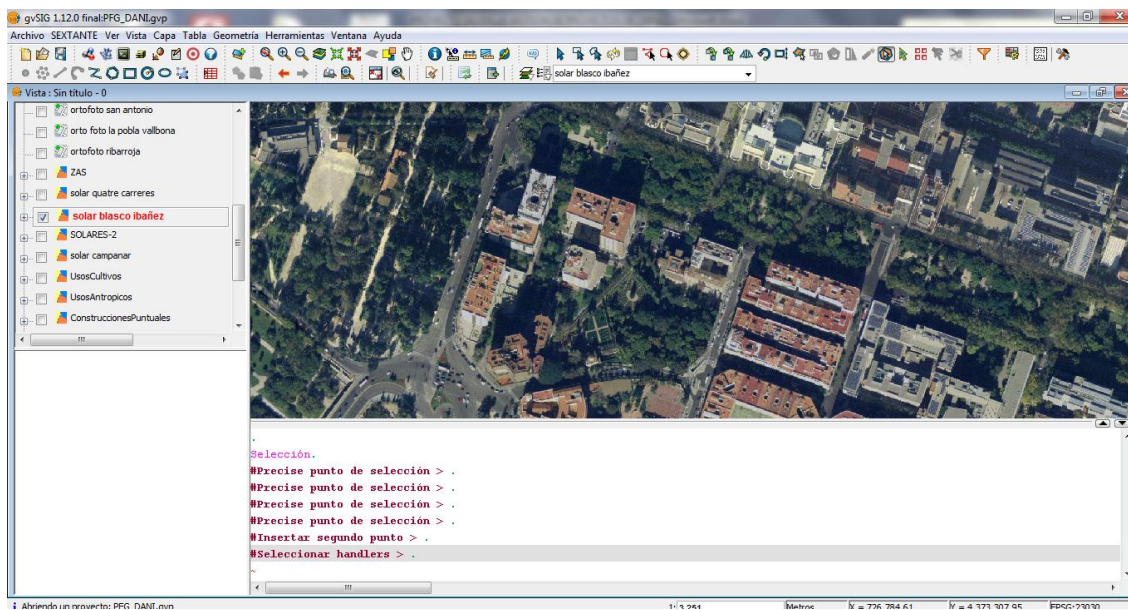 gvSIG 1.12.0 final:PFG_DANI.gvp
Archivo SEXTANTE Ver Vista Capa Tabla Geometría Herramientas Ventana Ayuda
solar blasco ibañez
Vista : Sin título - 0
ortofoto san antonio
orto foto la pobla vallbona
ortofoto ribarroja
ZAS
solar quatre carreres
solar blasco ibañez
SOLARES-2
solar campanar
UsosCultivos
UsosAntropicos
ConstruccionesPuntuales
.
Selección.
#Precise punto de selección > .
#Precise punto de selección > .
#Precise punto de selección > .
#Precise punto de selección > .
#Insertar segundo punto > .
#Seleccionar handlers > .
~
Abriendo un proyecto: PFG_DANI.gvp 1: 3.251 Metros X = 726.784,61 Y = 4.373.307,95 EPSG:23030